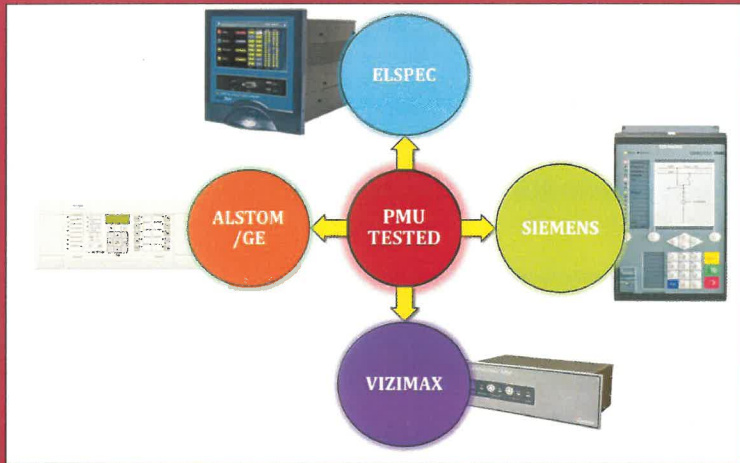 ELSPEC
ALSTOM
/GE
PMU
TESTED
SIEMENS
VIZIMAX